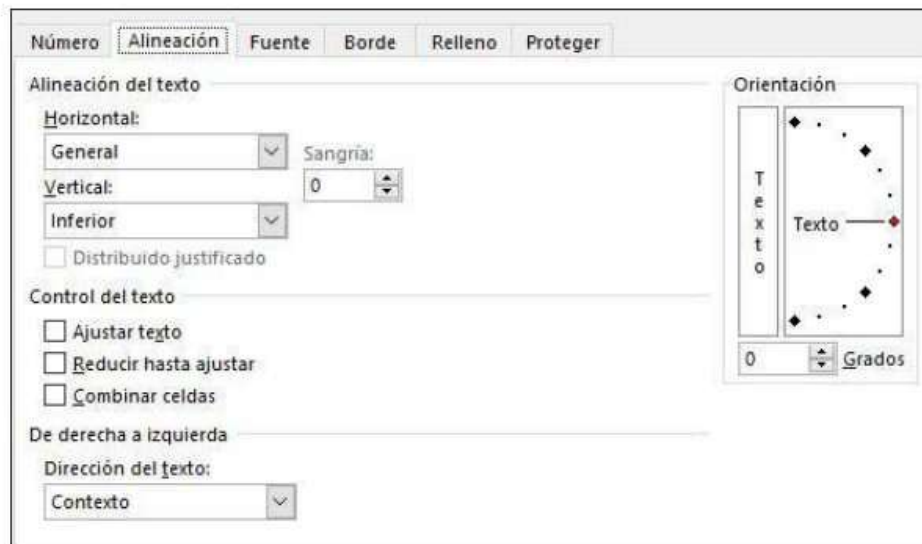 Número Alineación Fuente Borde Relleno Proteger
Alineación del texto
Horizontal:
General
Sangría:
0
Vertical:
Inferior
Distribuido justificado
Control del texto
Ajustar texto
Reducir hasta ajustar
Combinar celdas
De derecha a izquierda
Dirección del texto:
Contexto
Orientación
Texto
Texto
0 Grados